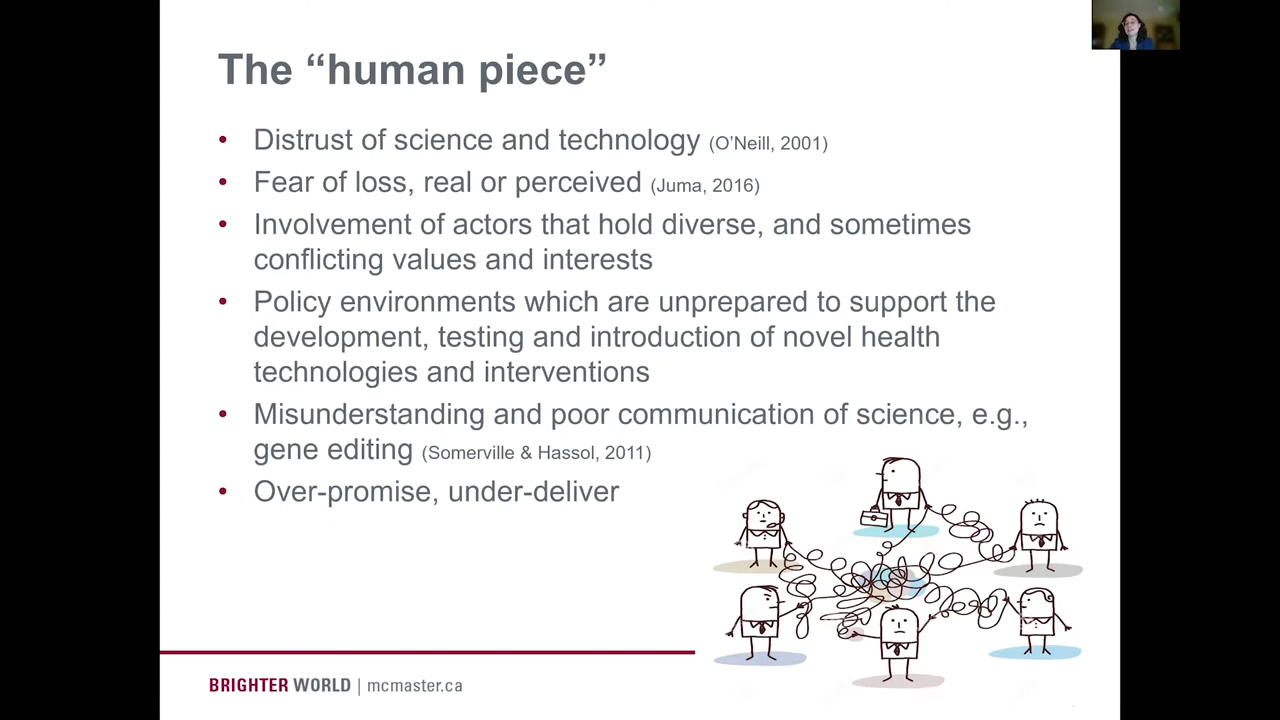 The “human piece”
• Distrust of science and technology (O’Neill, 2001)
• Fear of loss, real or perceived (Juma, 2016)
• Involvement of actors that hold diverse, and sometimes
conflicting values and interests
• Policy environments which are unprepared to support the
development, testing and introduction of novel health
technologies and interventions
• Misunderstanding and poor communication of science, e.g.,
gene editing (Somerville & Hassol, 2011)
• Over-promise, under-deliver
BRIGHTER WORLD | mcmaster.ca